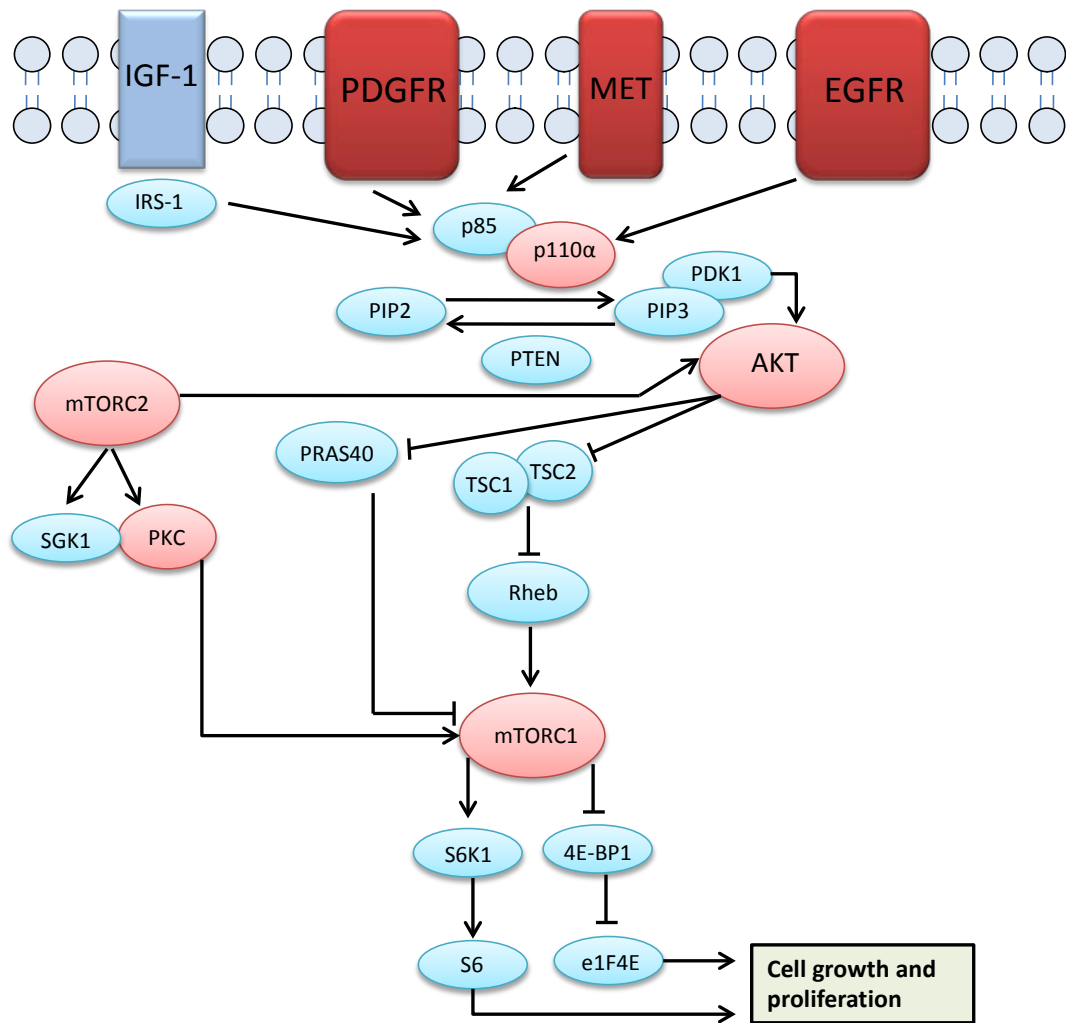 IGF-1
PDGFR
MET
EGFR
IRS-1
p85
p110α
PDK1
PIP2
PIP3
PTEN
AKT
mTORC2
PRAS40
TSC1
TSC2
SGK1
PKC
Rheb
mTORC1
S6K1
4E-BP1
S6
e1F4E
Cell growth and
proliferation